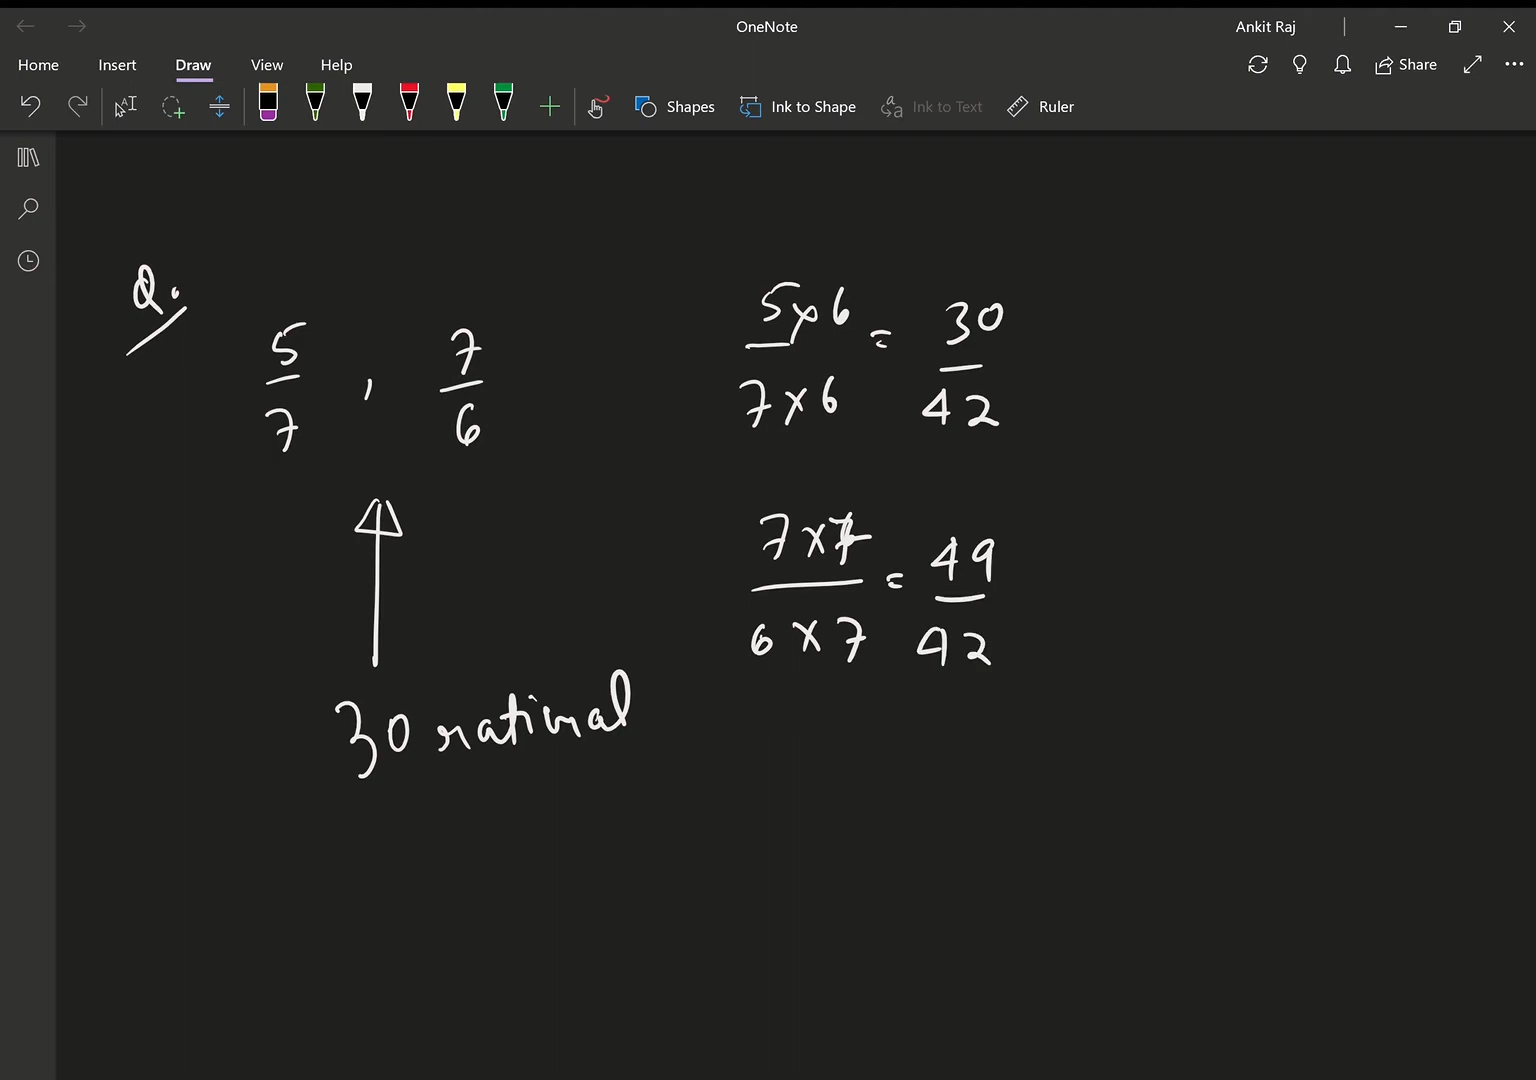 OneNote
Ankit Raj
Home Insert Draw View Help
Share
Shapes Ink to Shape Ink to Text Ruler
Q.
5/7 , 7/6
30 rational
5×6/7×6 = 30/42
7×7/6×7 = 49/42